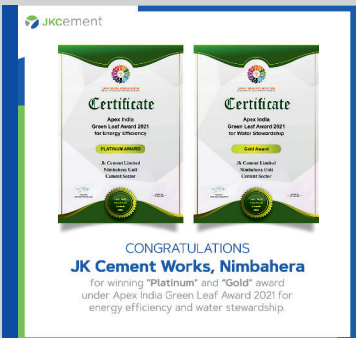 JKCement
Certificate
Apex India
Green Leaf Award 2021
for Energy Efficiency
PLATINUM AWARD
Jk Cement Limited
Nimbahera Unit
Cement Sector
Certificate
Apex India
Green Leaf Award 2021
for Water Stewardship
Gold Award
Jk Cement Limited
Nimbahera Unit
Cement Sector
CONGRATULATIONS
JK Cement Works, Nimbahera
for winning "Platinum" and "Gold" award
under Apex India Green Leaf Award 2021 for
energy efficiency and water stewardship.